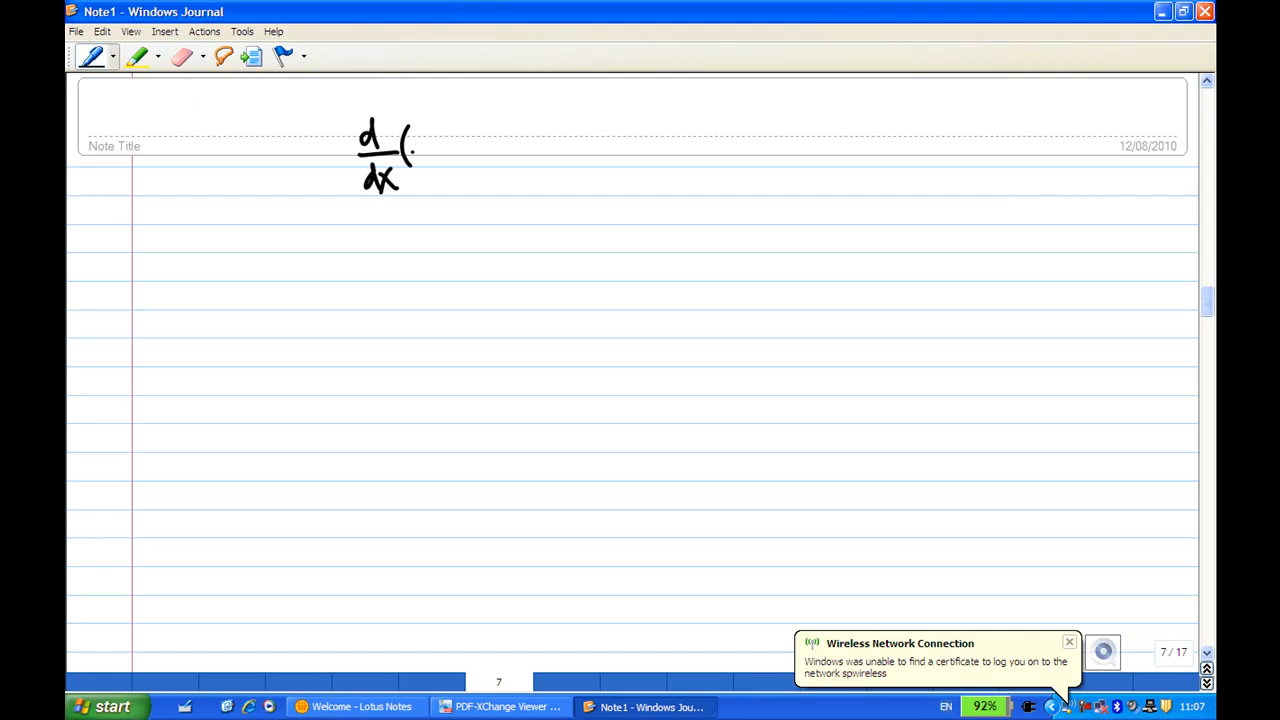 Note1 - Windows Journal
File Edit View Insert Actions Tools Help
d
dx (
Note Title 12/08/2010
Wireless Network Connection
Windows was unable to find a certificate to log you on to the
network spwireless
7 / 17
7
start Welcome - Lotus Notes PDF-XChange Viewer ... Note1 - Windows Jou... EN 92% 11:07